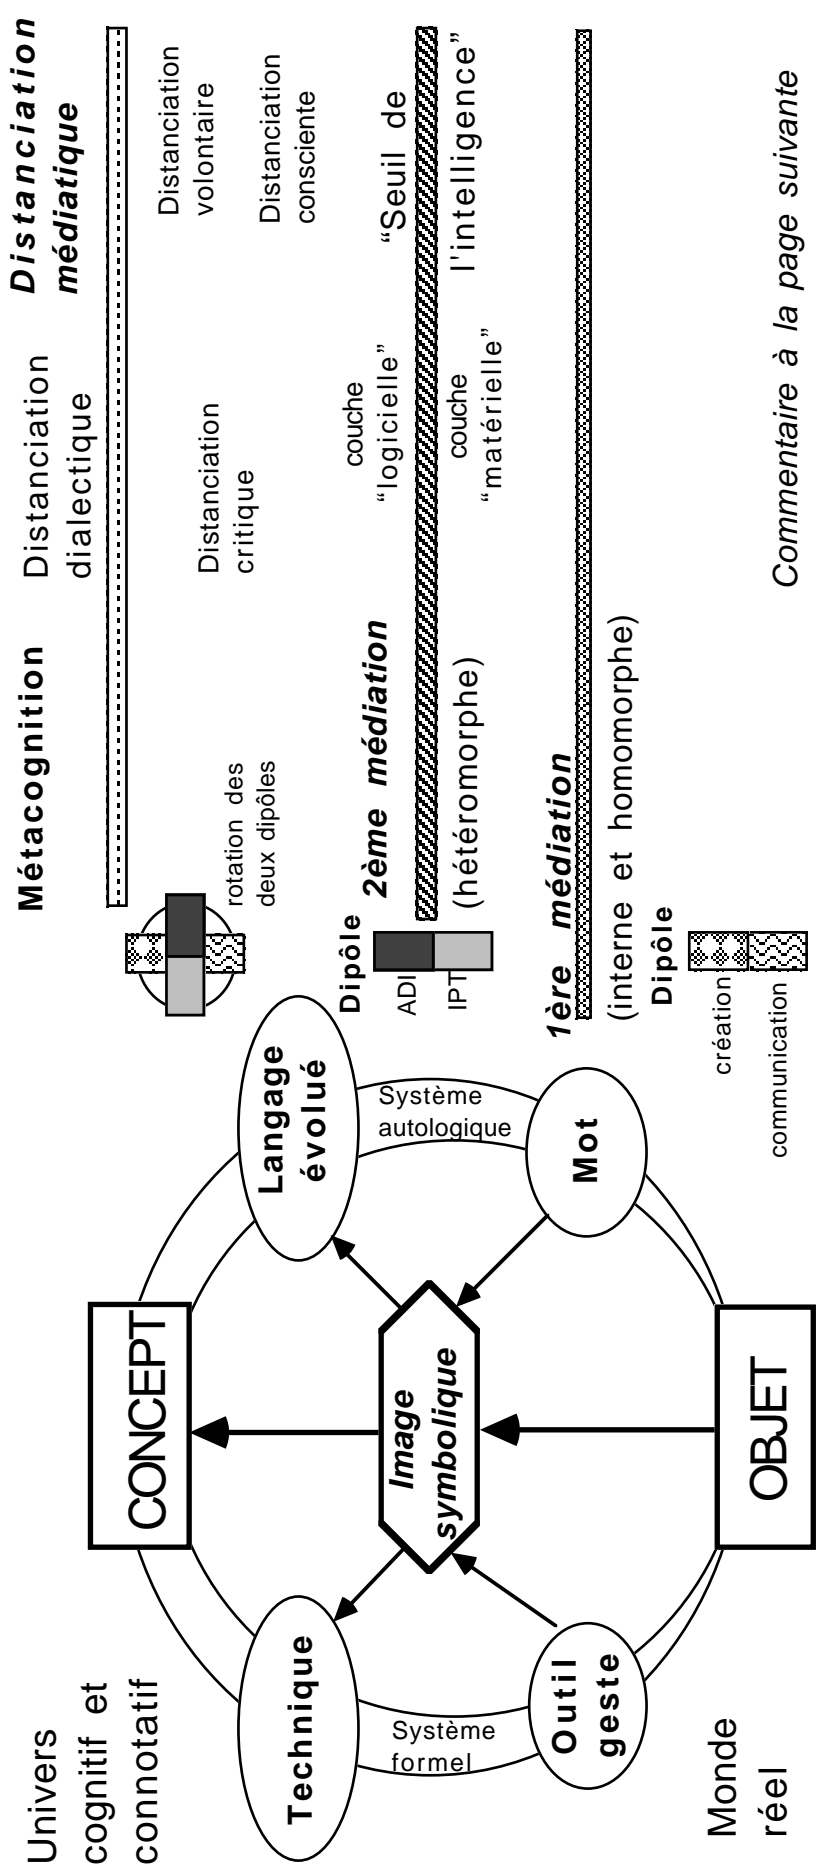 Univers
cognitif et
connotatif
CONCEPT
Métacognition
Distanciation
dialectique
Distanciation
médiatique
Distanciation
volontaire
Distanciation
critique
Distanciation
consciente
rotation des
deux dipôles
Technique
Langage
évolué
Dipôle
ADI
IPT
2ème médiation
(hétéromorphe)
couche
“logicielle”
“Seuil de
l'intelligence”
couche
“matérielle”
Système
formel
Image
symbolique
Système
autologique
Outil
geste
Mot
1ère médiation
(interne et homomorphe)
Dipôle
création
communication
Monde
réel
OBJET
Commentaire à la page suivante